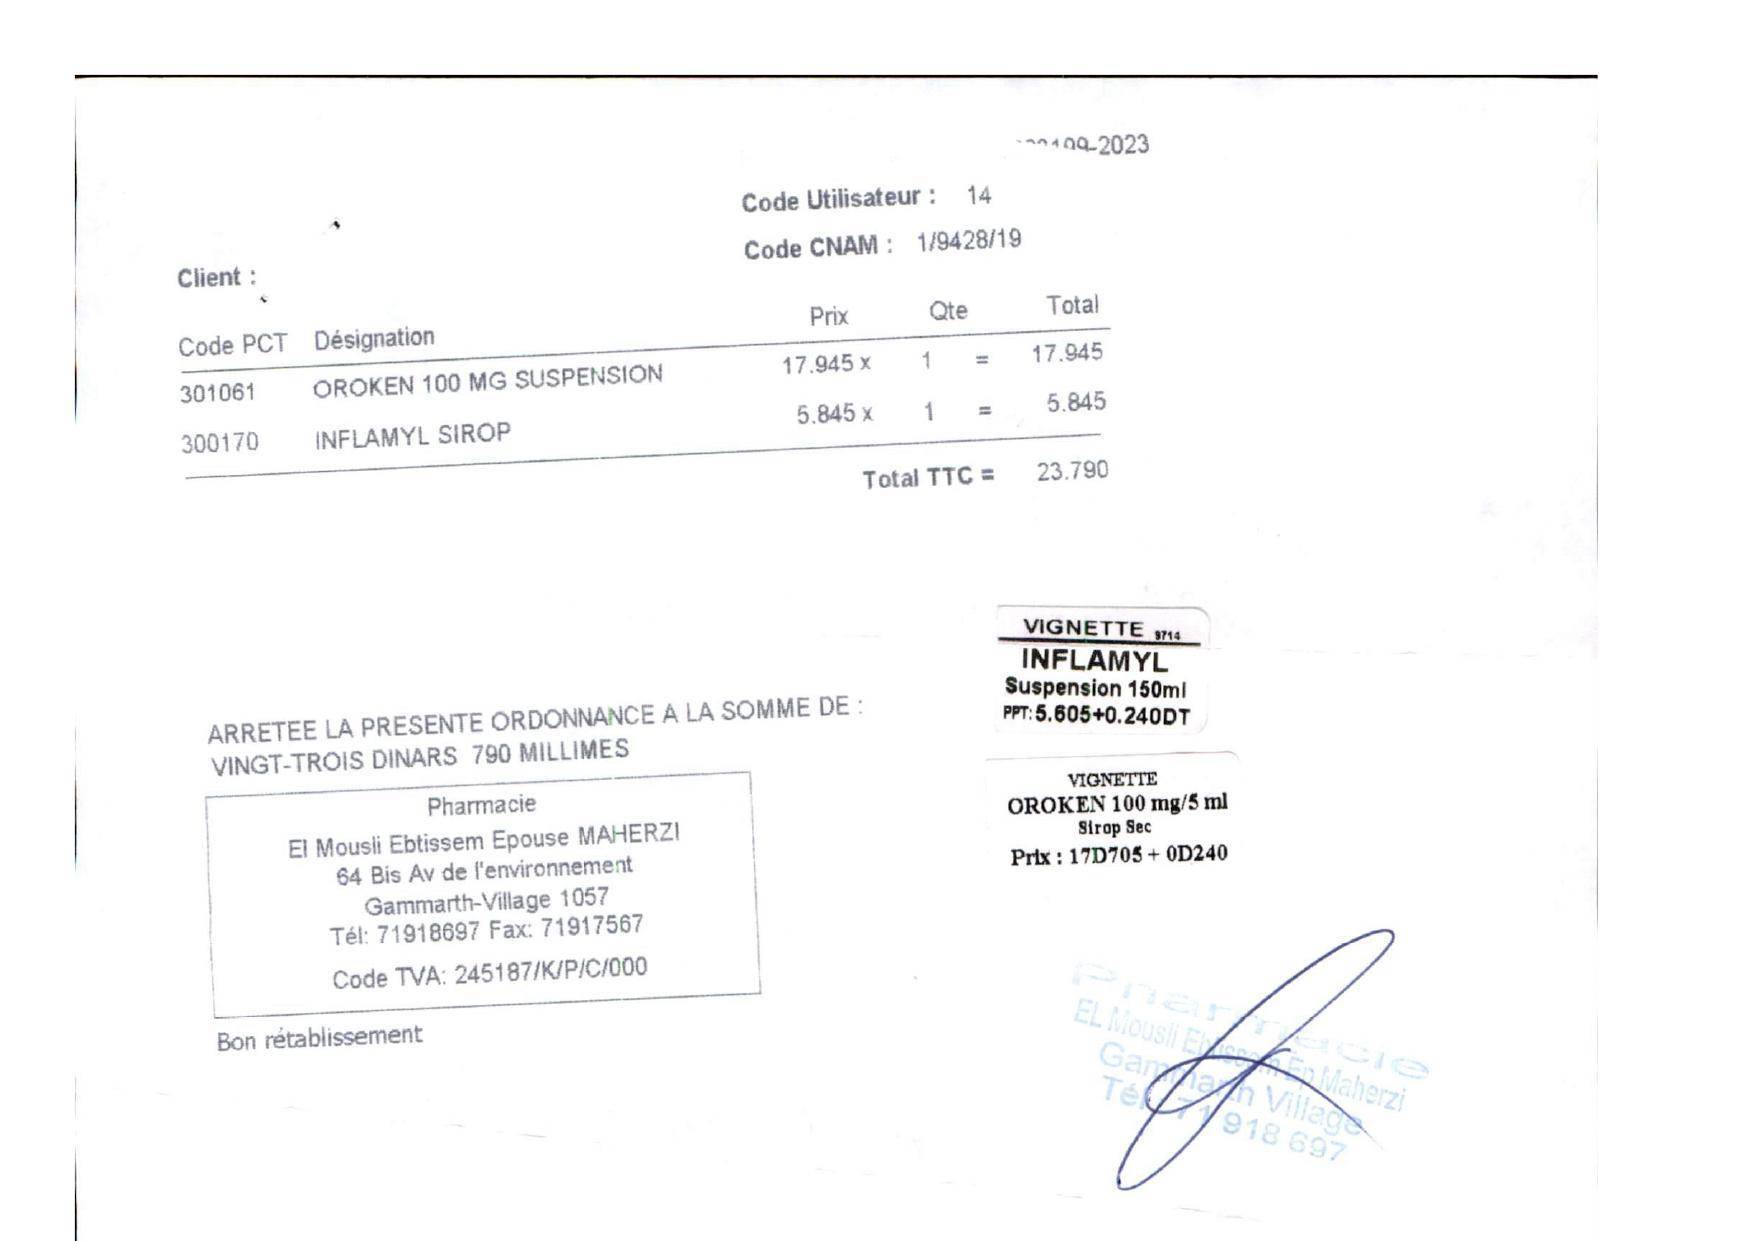 -2023
Code Utilisateur : 14
Code CNAM : 1/9428/19
Client :
Code PCT Désignation Prix Qte Total
301061 OROKEN 100 MG SUSPENSION 17.945 x 1 = 17.945
300170 INFLAMYL SIROP 5.845 x 1 = 5.845
Total TTC = 23.790
VIGNETTE 9714
INFLAMYL
Suspension 150ml
PPT: 5.605+0.240DT
ARRETEE LA PRESENTE ORDONNANCE A LA SOMME DE :
VINGT-TROIS DINARS 790 MILLIMES
VIGNETTE
OROKEN 100 mg/5 ml
Sirop Sec
Prix : 17D705 + 0D240
Pharmacie
El Mousli Ebtissem Epouse MAHERZI
64 Bis Av de l'environnement
Gammarth-Village 1057
Tél: 71918697 Fax: 71917567
Code TVA: 245187/K/P/C/000
Bon rétablissement
Pharmacie
EL Mousli Ebtissem Ep Maherzi
Gammarth Village
Tél 71 918 697